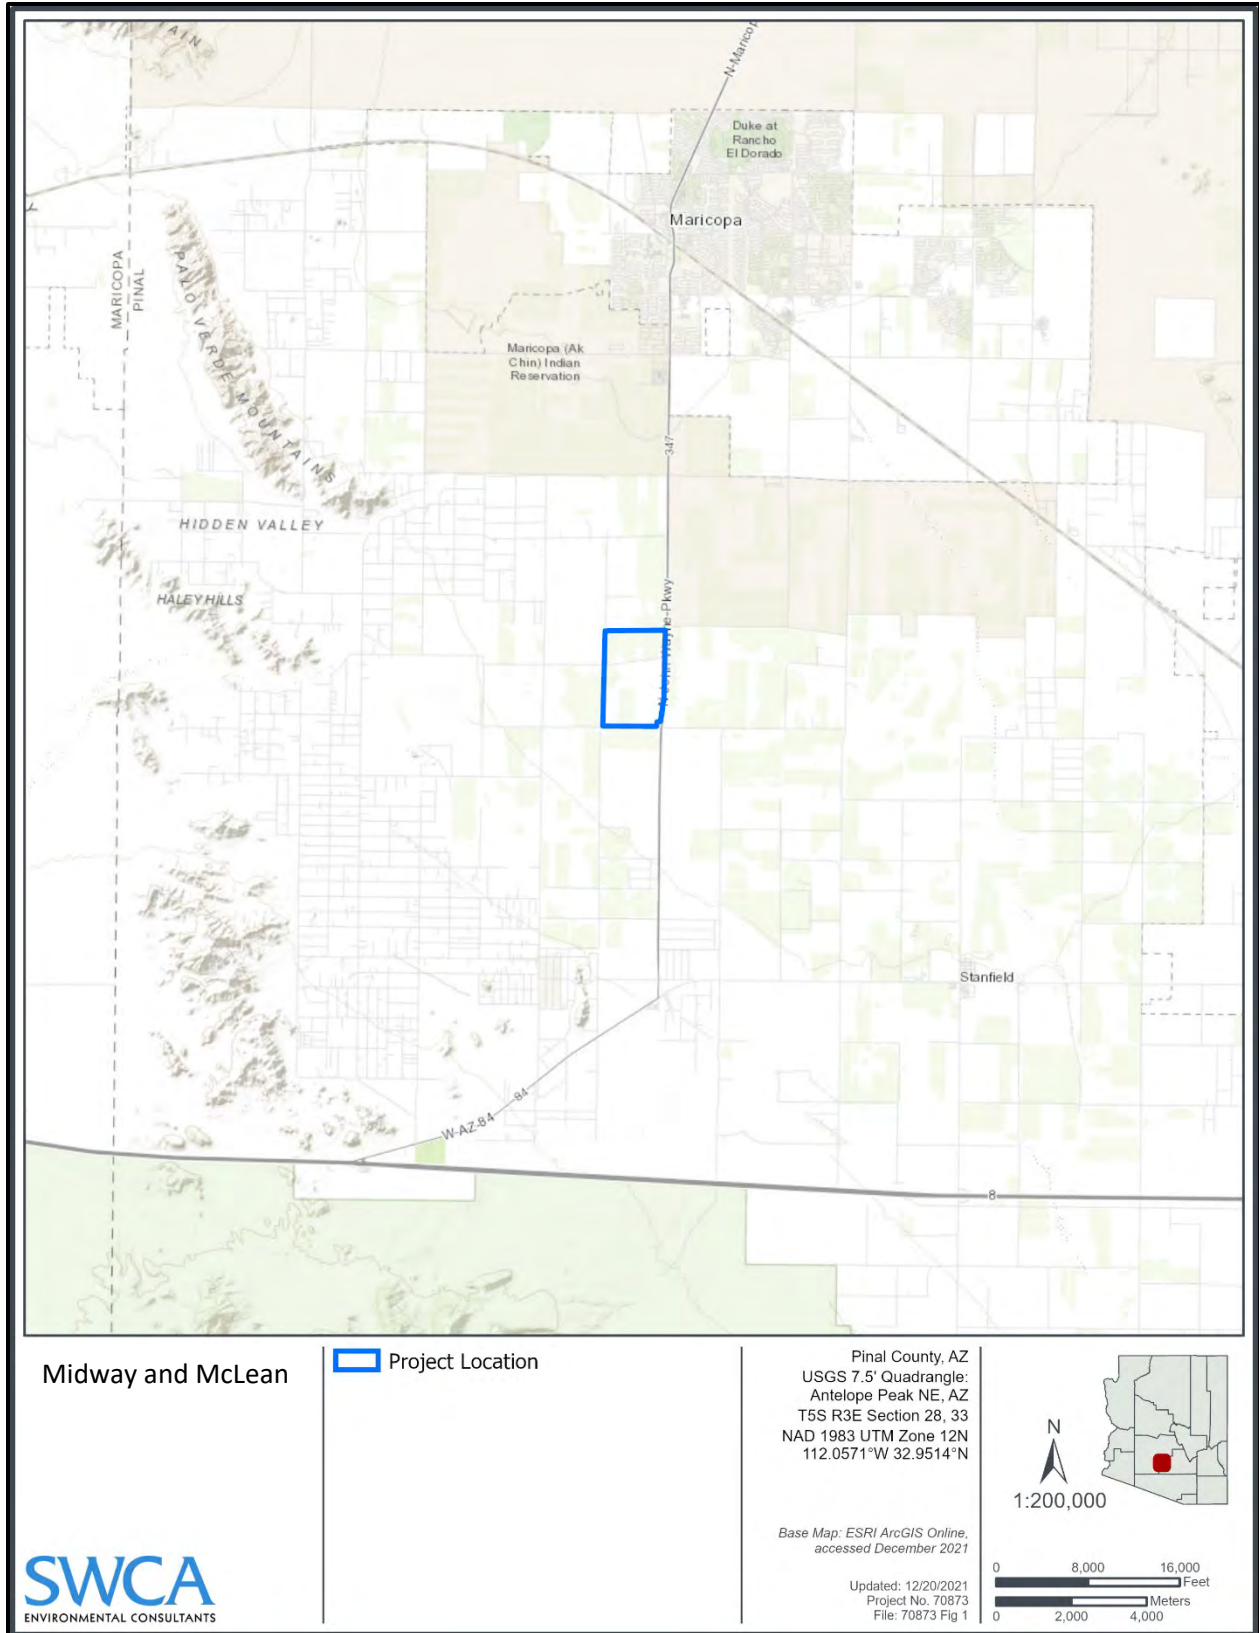 TAIN
N-Maricop
Duke at
Rancho
El Dorado
Maricopa
MARICOPA
PINAL
PALO VERDE MOUNTAINS
Maricopa (Ak
Chin) Indian
Reservation
347
HIDDEN VALLEY
HALEY HILLS
N-John-Wayne-Pkwy
Stanfield
84
W-AZ-84
8
Midway and McLean
Project Location
Pinal County, AZ
USGS 7.5' Quadrangle:
Antelope Peak NE, AZ
T5S R3E Section 28, 33
NAD 1983 UTM Zone 12N
112.0571°W 32.9514°N
N
1:200,000
Base Map: ESRI ArcGIS Online,
accessed December 2021
Updated: 12/20/2021
Project No. 70873
File: 70873 Fig 1
0 8,000 16,000
Feet
Meters
0 2,000 4,000
SWCA
ENVIRONMENTAL CONSULTANTS